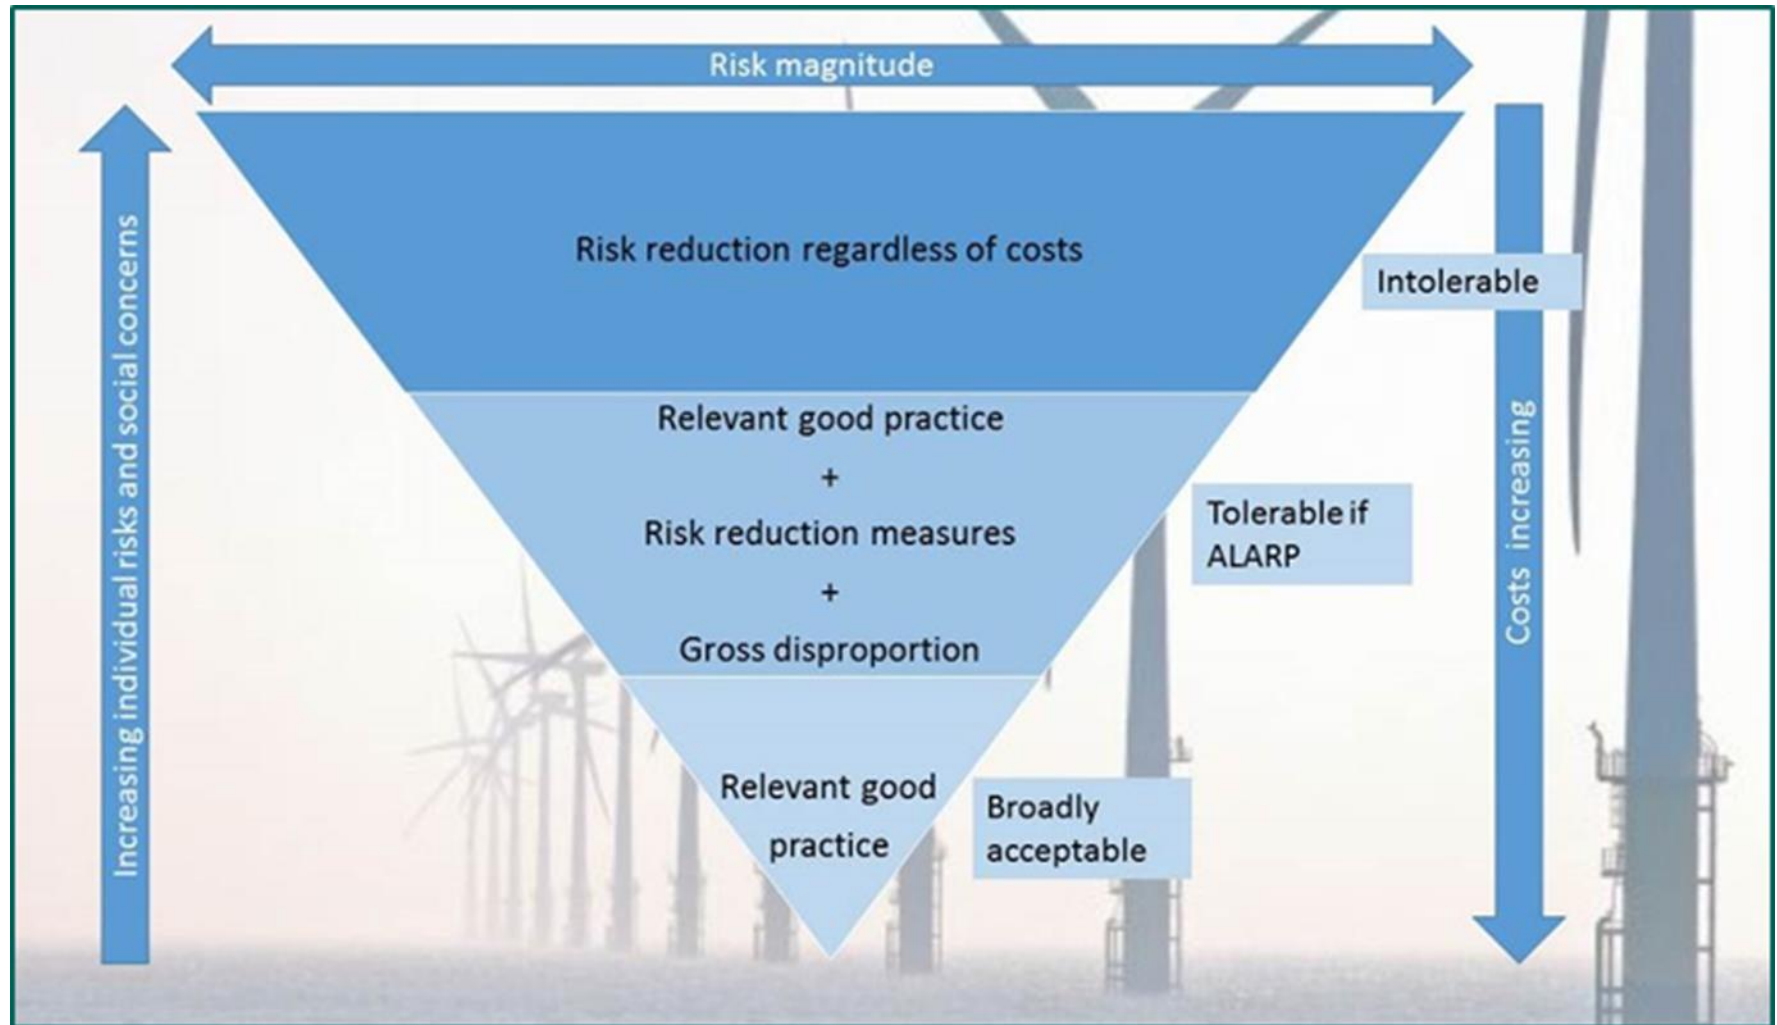 Risk magnitude
Increasing individual risks and social concerns
Risk reduction regardless of costs
Intolerable
Relevant good practice
+
Risk reduction measures
+
Gross disproportion
Tolerable if
ALARP
Costs increasing
Relevant good
practice
Broadly
acceptable